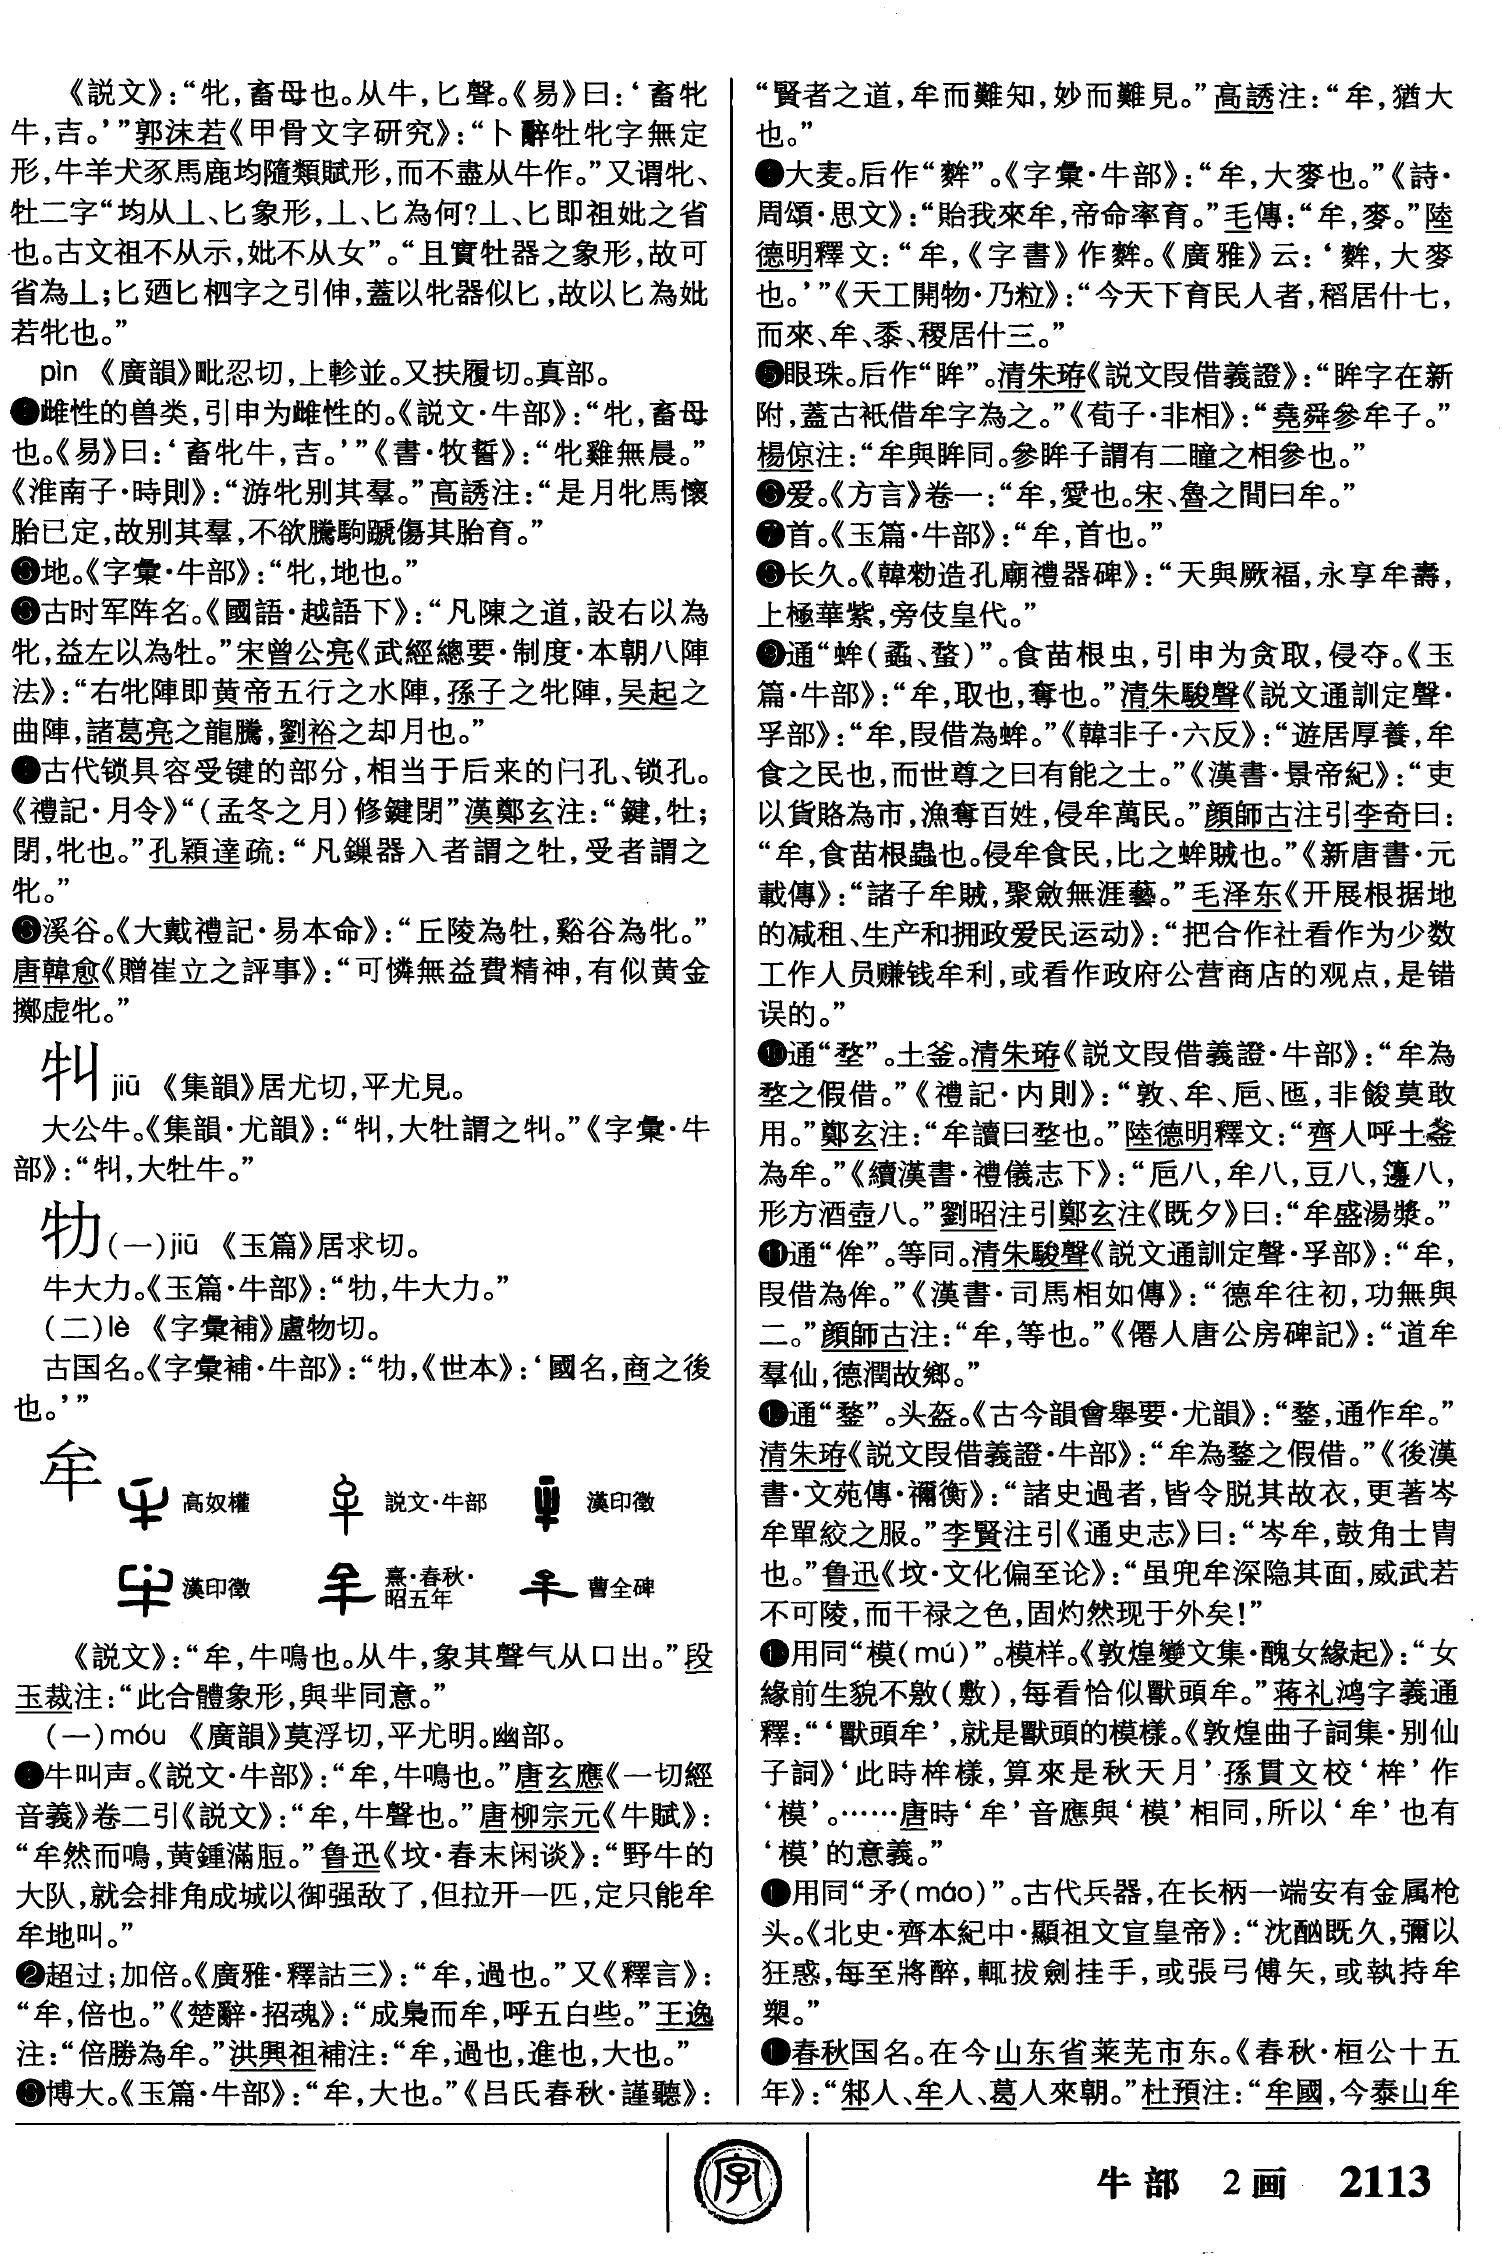 《説文》：“牝，畜母也。从牛，匕聲。《易》曰：‘畜牝
牛，吉。’”郭沫若《甲骨文字研究》：“卜辭牡牝字無定
形，牛羊犬豕馬鹿均隨類賦形，而不盡从牛作。”又谓牝、
牡二字“均从丄、匕象形，丄、匕為何？丄、匕即祖妣之省
也。古文祖不从示，妣不从女”。“且實牡器之象形，故可
省為丄；匕廼匕柶字之引伸，蓋以牝器似匕，故以匕為妣
若牝也。”
pìn 《廣韻》毗忍切，上軫並。又扶履切。真部。
❶雌性的兽类，引申为雌性的。《説文·牛部》：“牝，畜母
也。《易》曰：‘畜牝牛，吉。’”《書·牧誓》：“牝雞無晨。”
《淮南子·時則》：“游牝别其羣。”高誘注：“是月牝馬懷
胎已定，故别其羣，不欲騰駒蹏傷其胎育。”
❷地。《字彙·牛部》：“牝，地也。”
❸古时军阵名。《國語·越語下》：“凡陳之道，設右以為
牝，益左以為牡。”宋曾公亮《武經總要·制度·本朝八陣
法》：“右牝陣即黄帝五行之水陣，孫子之牝陣，吴起之
曲陣，諸葛亮之龍騰，劉裕之却月也。”
❹古代锁具容受键的部分，相当于后来的闩孔、锁孔。
《禮記·月令》“（孟冬之月）修鍵閉”漢鄭玄注：“鍵，牡；
閉，牝也。”孔穎達疏：“凡鏁器入者謂之牡，受者謂之
牝。”
❺溪谷。《大戴禮記·易本命》：“丘陵為牡，谿谷為牝。”
唐韓愈《贈崔立之評事》：“可憐無益費精神，有似黄金
擲虚牝。”
牞 jiū 《集韻》居尤切，平尤見。
大公牛。《集韻·尤韻》：“牞，大牡謂之牞。”《字彙·牛
部》：“牞，大牡牛。”
㔹（一）jiū 《玉篇》居求切。
牛大力。《玉篇·牛部》：“㔹，牛大力。”
（二）lè 《字彙補》盧物切。
古国名。《字彙補·牛部》：“㔹，《世本》：‘國名，商之後
也。’”
牟
高奴權 説文·牛部 漢印徵
漢印徵 熹·春秋·昭五年 曹全碑
《説文》：“牟，牛鳴也。从牛，象其聲气从口出。”段
玉裁注：“此合體象形，與芈同意。”
（一）móu 《廣韻》莫浮切，平尤明。幽部。
❶牛叫声。《説文·牛部》：“牟，牛鳴也。”唐玄應《一切經
音義》卷二引《説文》：“牟，牛聲也。”唐柳宗元《牛賦》：
“牟然而鳴，黄鍾滿脰。”鲁迅《坟·春末闲谈》：“野牛的
大队，就会排角成城以御强敌了，但拉开一匹，定只能牟
牟地叫。”
❷超过；加倍。《廣雅·釋詁三》：“牟，過也。”又《釋言》：
“牟，倍也。”《楚辭·招魂》：“成梟而牟，呼五白些。”王逸
注：“倍勝為牟。”洪興祖補注：“牟，過也，進也，大也。”
❸博大。《玉篇·牛部》：“牟，大也。”《吕氏春秋·謹聽》：
“賢者之道，牟而難知，妙而難見。”高誘注：“牟，猶大
也。”
❹大麦。后作“麰”。《字彙·牛部》：“牟，大麥也。”《詩·
周頌·思文》：“貽我來牟，帝命率育。”毛傳：“牟，麥。”陸
德明釋文：“牟，《字書》作麰。《廣雅》云：‘麰，大麥
也。’”《天工開物·乃粒》：“今天下育民人者，稻居什七，
而來、牟、黍、稷居什三。”
❺眼珠。后作“眸”。清朱珔《説文叚借義證》：“眸字在新
附，蓋古衹借牟字為之。”《荀子·非相》：“堯舜參牟子。”
楊倞注：“牟與眸同。參眸子謂有二瞳之相參也。”
❻爱。《方言》卷一：“牟，愛也。宋、魯之間曰牟。”
❼首。《玉篇·牛部》：“牟，首也。”
❽长久。《韓勑造孔廟禮器碑》：“天與厥福，永享牟壽，
上極華紫，旁伎皇代。”
❾通“蛑（蟊、蝥）”。食苗根虫，引申为贪取，侵夺。《玉
篇·牛部》：“牟，取也，奪也。”清朱駿聲《説文通訓定聲·
孚部》：“牟，叚借為蛑。”《韓非子·六反》：“遊居厚養，牟
食之民也，而世尊之曰有能之士。”《漢書·景帝紀》：“吏
以貨賂為市，漁奪百姓，侵牟萬民。”顔師古注引李奇曰：
“牟，食苗根蟲也。侵牟食民，比之蛑賊也。”《新唐書·元
載傳》：“諸子牟賊，聚斂無涯藝。”毛泽东《开展根据地
的减租、生产和拥政爱民运动》：“把合作社看作为少数
工作人员赚钱牟利，或看作政府公营商店的观点，是错
误的。”
❿通“堥”。土釜。清朱珔《説文叚借義證·牛部》：“牟為
堥之假借。”《禮記·内則》：“敦、牟、巵、匜，非餕莫敢
用。”鄭玄注：“牟讀曰堥也。”陸德明釋文：“齊人呼土釜
為牟。”《續漢書·禮儀志下》：“巵八，牟八，豆八，籩八，
形方酒壺八。”劉昭注引鄭玄注《既夕》曰：“牟盛湯漿。”
⓫通“侔”。等同。清朱駿聲《説文通訓定聲·孚部》：“牟，
叚借為侔。”《漢書·司馬相如傳》：“德牟往初，功無與
二。”顔師古注：“牟，等也。”《僊人唐公房碑記》：“道牟
羣仙，德潤故鄉。”
⓬通“鍪”。头盔。《古今韻會舉要·尤韻》：“鍪，通作牟。”
清朱珔《説文叚借義證·牛部》：“牟為鍪之假借。”《後漢
書·文苑傳·禰衡》：“諸史過者，皆令脱其故衣，更著岑
牟單絞之服。”李賢注引《通史志》曰：“岑牟，鼓角士胄
也。”鲁迅《坟·文化偏至论》：“虽兜牟深隐其面，威武若
不可陵，而干禄之色，固灼然现于外矣！”
⓭用同“模（mú）”。模样。《敦煌變文集·醜女緣起》：“女
緣前生貌不敫（敷），每看恰似獸頭牟。”蒋礼鸿字義通
釋：“‘獸頭牟’，就是獸頭的模樣。《敦煌曲子詞集·别仙
子詞》‘此時桙樣，算來是秋天月’孫貫文校‘桙’作
‘模’。……唐時‘牟’音應與‘模’相同，所以‘牟’也有
‘模’的意義。”
⓮用同“矛（máo）”。古代兵器，在长柄一端安有金属枪
头。《北史·齊本紀中·顯祖文宣皇帝》：“沈酗既久，彌以
狂惑，每至將醉，輒拔劍挂手，或張弓傅矢，或執持牟
槊。”
⓯春秋国名。在今山东省莱芜市东。《春秋·桓公十五
年》：“邾人、牟人、葛人來朝。”杜預注：“牟國，今泰山牟
字
牛部 2画 2113